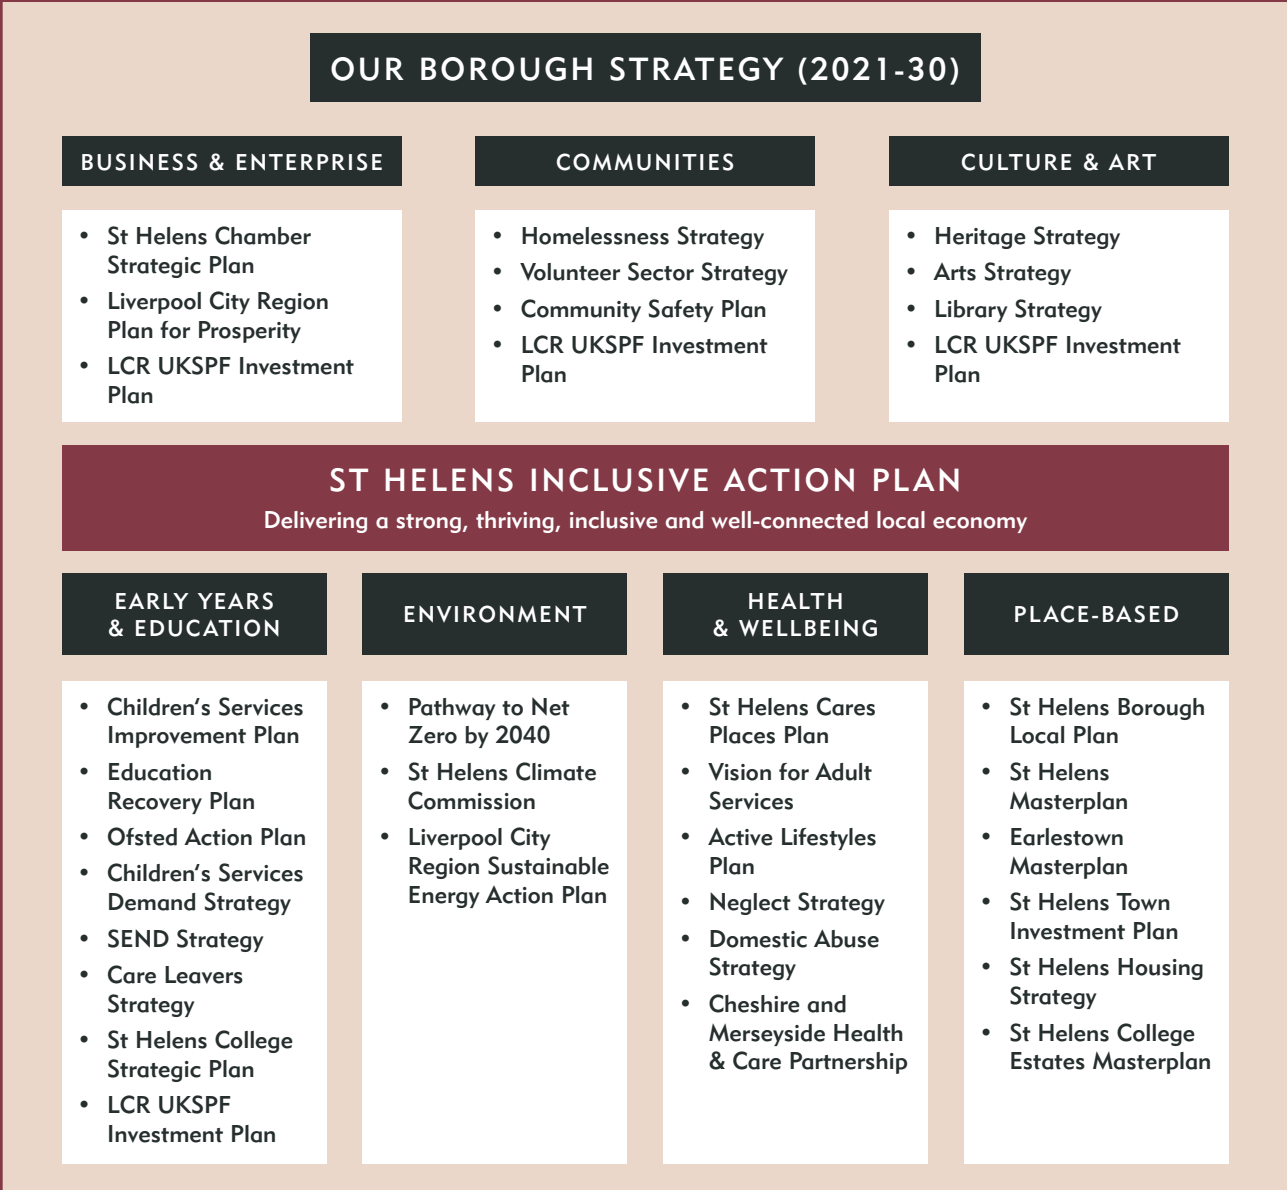 OUR BOROUGH STRATEGY (2021-30)
BUSINESS & ENTERPRISE
• St Helens Chamber
Strategic Plan
• Liverpool City Region
Plan for Prosperity
• LCR UKSPF Investment
Plan
COMMUNITIES
• Homelessness Strategy
• Volunteer Sector Strategy
• Community Safety Plan
• LCR UKSPF Investment
Plan
CULTURE & ART
• Heritage Strategy
• Arts Strategy
• Library Strategy
• LCR UKSPF Investment
Plan
ST HELENS INCLUSIVE ACTION PLAN
Delivering a strong, thriving, inclusive and well-connected local economy
EARLY YEARS
& EDUCATION
• Children‘s Services
Improvement Plan
• Education
Recovery Plan
• Ofsted Action Plan
• Children‘s Services
Demand Strategy
• SEND Strategy
• Care Leavers
Strategy
• St Helens College
Strategic Plan
• LCR UKSPF
Investment Plan
ENVIRONMENT
• Pathway to Net
Zero by 2040
• St Helens Climate
Commission
• Liverpool City
Region Sustainable
Energy Action Plan
HEALTH
& WELLBEING
• St Helens Cares
Places Plan
• Vision for Adult
Services
• Active Lifestyles
Plan
• Neglect Strategy
• Domestic Abuse
Strategy
• Cheshire and
Merseyside Health
& Care Partnership
PLACE-BASED
• St Helens Borough
Local Plan
• St Helens
Masterplan
• Earlestown
Masterplan
• St Helens Town
Investment Plan
• St Helens Housing
Strategy
• St Helens College
Estates Masterplan